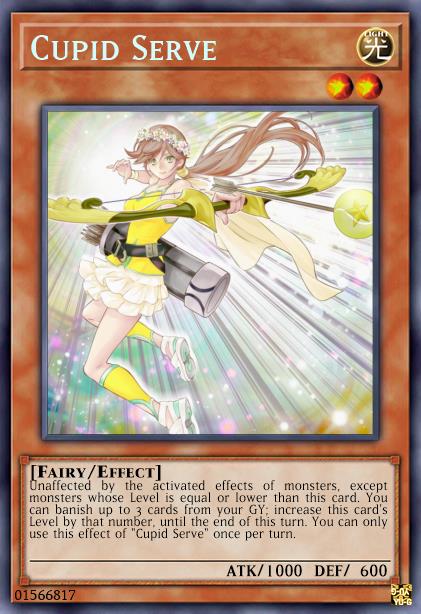 Cupid Serve
LIGHT
光
[Fairy/Effect]
Unaffected by the activated effects of monsters, except
monsters whose Level is equal or lower than this card. You
can banish up to 3 cards from your GY; increase this card's
Level by that number, until the end of this turn. You can only
use this effect of "Cupid Serve" once per turn.
ATK/1000 DEF/ 600
01566817